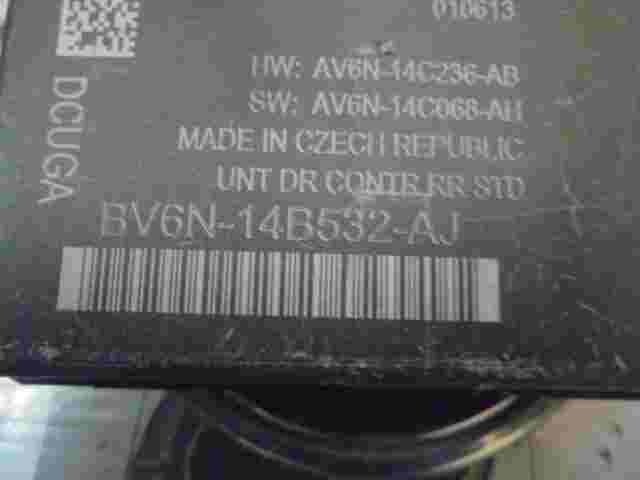 010613
HW: AV6N-14C236-AB
SW: AV6N-14C068-AH
MADE IN CZECH REPUBLIC
UNT DR CONTR RR STD
BV6N-14B532-AJ
DCUGA